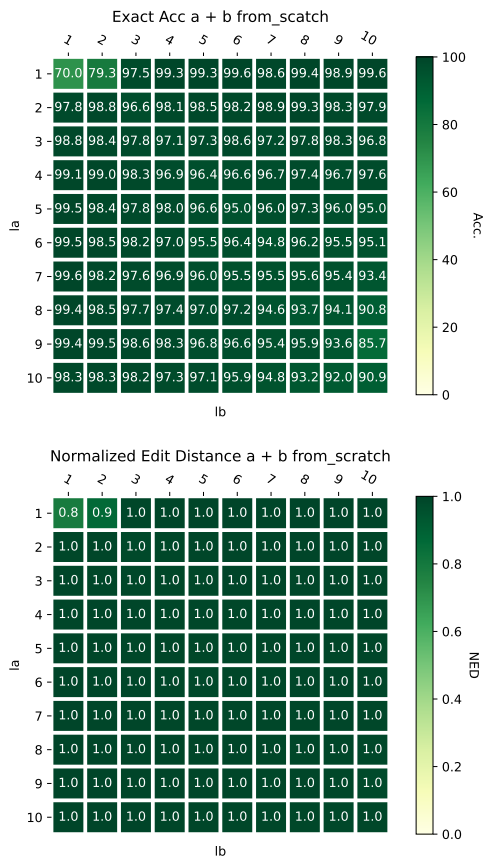 Exact Acc a + b from_scatch
1 2 3 4 5 6 7 8 9 10
1 70.0 79.3 97.5 99.3 99.3 99.6 98.6 99.4 98.9 99.6
2 97.8 98.8 96.6 98.1 98.5 98.2 98.9 99.3 98.3 97.9
3 98.8 98.4 97.8 97.1 97.3 98.6 97.2 97.8 98.3 96.8
4 99.1 99.0 98.3 96.9 96.4 96.6 96.7 97.4 96.7 97.6
5 99.5 98.4 97.8 98.0 96.6 95.0 96.0 97.3 96.0 95.0
6 99.5 98.5 98.2 97.0 95.5 96.4 94.8 96.2 95.5 95.1
7 99.6 98.2 97.6 96.9 96.0 95.5 95.5 95.6 95.4 93.4
8 99.4 98.5 97.7 97.4 97.0 97.2 94.6 93.7 94.1 90.8
9 99.4 99.5 98.6 98.3 96.8 96.6 95.4 95.9 93.6 85.7
10 98.3 98.3 98.2 97.3 97.1 95.9 94.8 93.2 92.0 90.9
la
lb
100
80
60
40
20
0
Acc.
Normalized Edit Distance a + b from_scratch
1 2 3 4 5 6 7 8 9 10
1 0.8 0.9 1.0 1.0 1.0 1.0 1.0 1.0 1.0 1.0
2 1.0 1.0 1.0 1.0 1.0 1.0 1.0 1.0 1.0 1.0
3 1.0 1.0 1.0 1.0 1.0 1.0 1.0 1.0 1.0 1.0
4 1.0 1.0 1.0 1.0 1.0 1.0 1.0 1.0 1.0 1.0
5 1.0 1.0 1.0 1.0 1.0 1.0 1.0 1.0 1.0 1.0
6 1.0 1.0 1.0 1.0 1.0 1.0 1.0 1.0 1.0 1.0
7 1.0 1.0 1.0 1.0 1.0 1.0 1.0 1.0 1.0 1.0
8 1.0 1.0 1.0 1.0 1.0 1.0 1.0 1.0 1.0 1.0
9 1.0 1.0 1.0 1.0 1.0 1.0 1.0 1.0 1.0 1.0
10 1.0 1.0 1.0 1.0 1.0 1.0 1.0 1.0 1.0 1.0
la
lb
1.0
0.8
0.6
0.4
0.2
0.0
NED